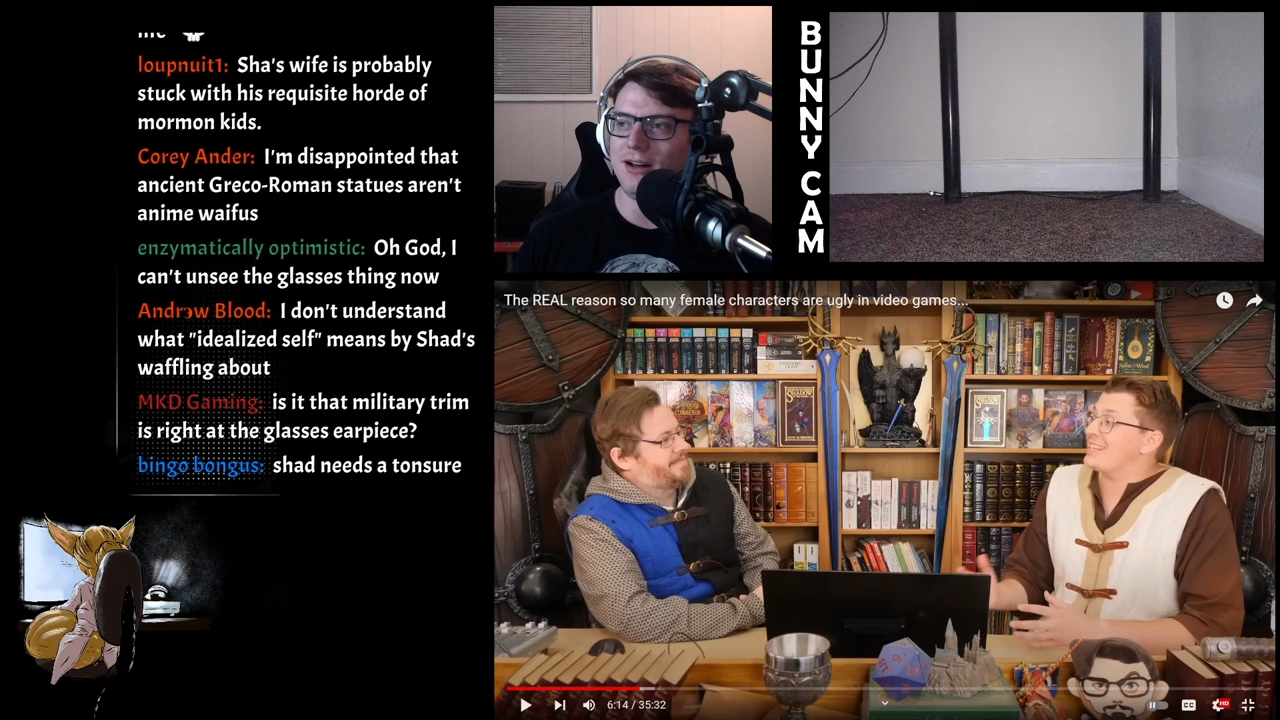 loupnuit1: Sha's wife is probably
stuck with his requisite horde of
mormon kids.
Corey Ander: I'm disappointed that
ancient Greco-Roman statues aren't
anime waifus
enzymatically optimistic: Oh God, I
can't unsee the glasses thing now
Andrew Blood: I don't understand
what "idealized self" means by Shad's
waffling about
MKD Gaming: is it that military trim
is right at the glasses earpiece?
bingo bongus: shad needs a tonsure
BUNNY CAM
The REAL reason so many female characters are ugly in video games...
SHADOW
SHADOW
6:14 / 35:32
CC
HD